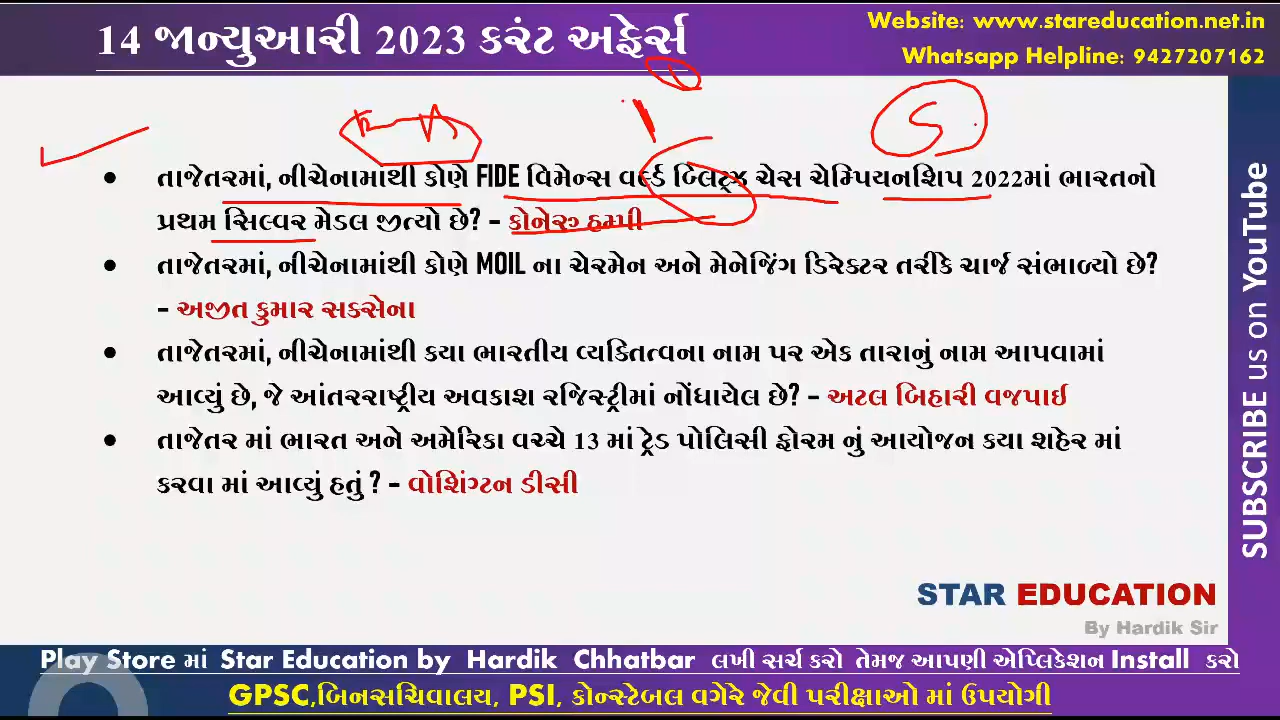 14 જાન્યુઆરી 2023 કરંટ અફેર્સ
Website: www.stareducation.net.in
Whatsapp Helpline: 9427207162
S
• તાજેતરમાં, નીચેનામાંથી કોણે FIDE વિમેન્સ વર્લ્ડ બ્લિટ્ઝ ચેસ ચેમ્પિયનશિપ 2022માં ભારતનો
પ્રથમ સિલ્વર મેડલ જીત્યો છે? - કોનેરુ હમ્પી
• તાજેતરમાં, નીચેનામાંથી કોણે MOIL ના ચેરમેન અને મેનેજિંગ ડિરેક્ટર તરીકે ચાર્જ સંભાળ્યો છે?
- અજીત કુમાર સક્સેના
• તાજેતરમાં, નીચેનામાંથી કયા ભારતીય વ્યક્તિત્વના નામ પર એક તારાનું નામ આપવામાં
આવ્યું છે, જે આંતરરાષ્ટ્રીય અવકાશ રજિસ્ટ્રીમાં નોંધાયેલ છે? - અટલ બિહારી વજપાઈ
• તાજેતર માં ભારત અને અમેરિકા વચ્ચે 13 માં ટ્રેડ પોલિસી ફોરમ નું આયોજન કયા શહેર માં
કરવા માં આવ્યું હતું ? - વોશિંગ્ટન ડીસી
SUBSCRIBE us on YouTube
STAR EDUCATION
By Hardik Sir
Play Store માં Star Education by Hardik Chhatbar લખી સર્ચ કરો તેમજ આપણી એપ્લિકેશન Install કરો
GPSC,બિનસચિવાલય, PSI, કોન્સ્ટેબલ વગેરે જેવી પરીક્ષાઓ માં ઉપયોગી